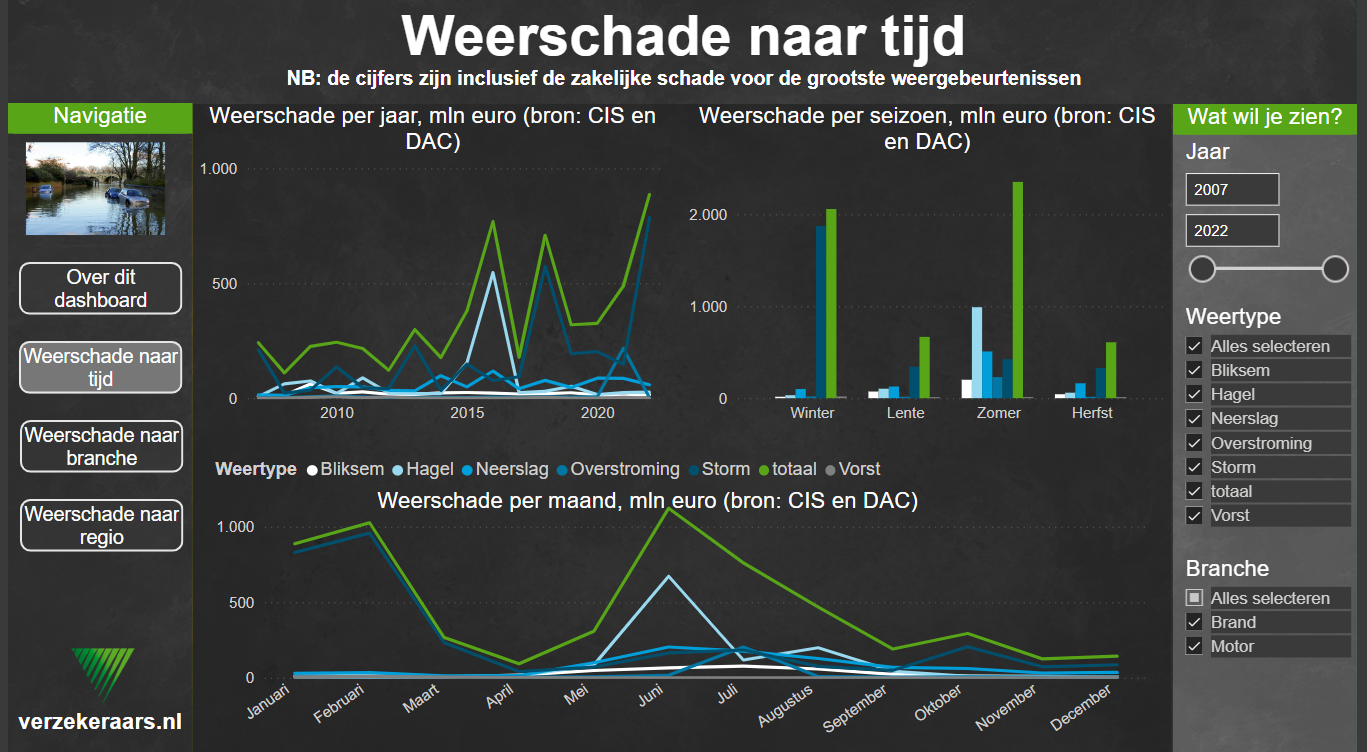 Weerschade naar tijd
NB: de cijfers zijn inclusief de zakelijke schade voor de grootste weergebeurtenissen
Navigatie
Over dit
dashboard
Weerschade naar
tijd
Weerschade naar
branche
Weerschade naar
regio
verzekeraars.nl
Weerschade per jaar, mln euro (bron: CIS en
DAC)
1.000
500
0
2010 2015 2020
Weerschade per seizoen, mln euro (bron: CIS
en DAC)
2.000
1.000
0
Winter Lente Zomer Herfst
Weertype Bliksem Hagel Neerslag Overstroming Storm totaal Vorst
Weerschade per maand, mln euro (bron: CIS en DAC)
1.000
500
0
Januari Februari Maart April Mei Juni Juli Augustus September Oktober November December
Wat wil je zien?
Jaar
2007
2022
Weertype
Alles selecteren
Bliksem
Hagel
Neerslag
Overstroming
Storm
totaal
Vorst
Branche
Alles selecteren
Brand
Motor